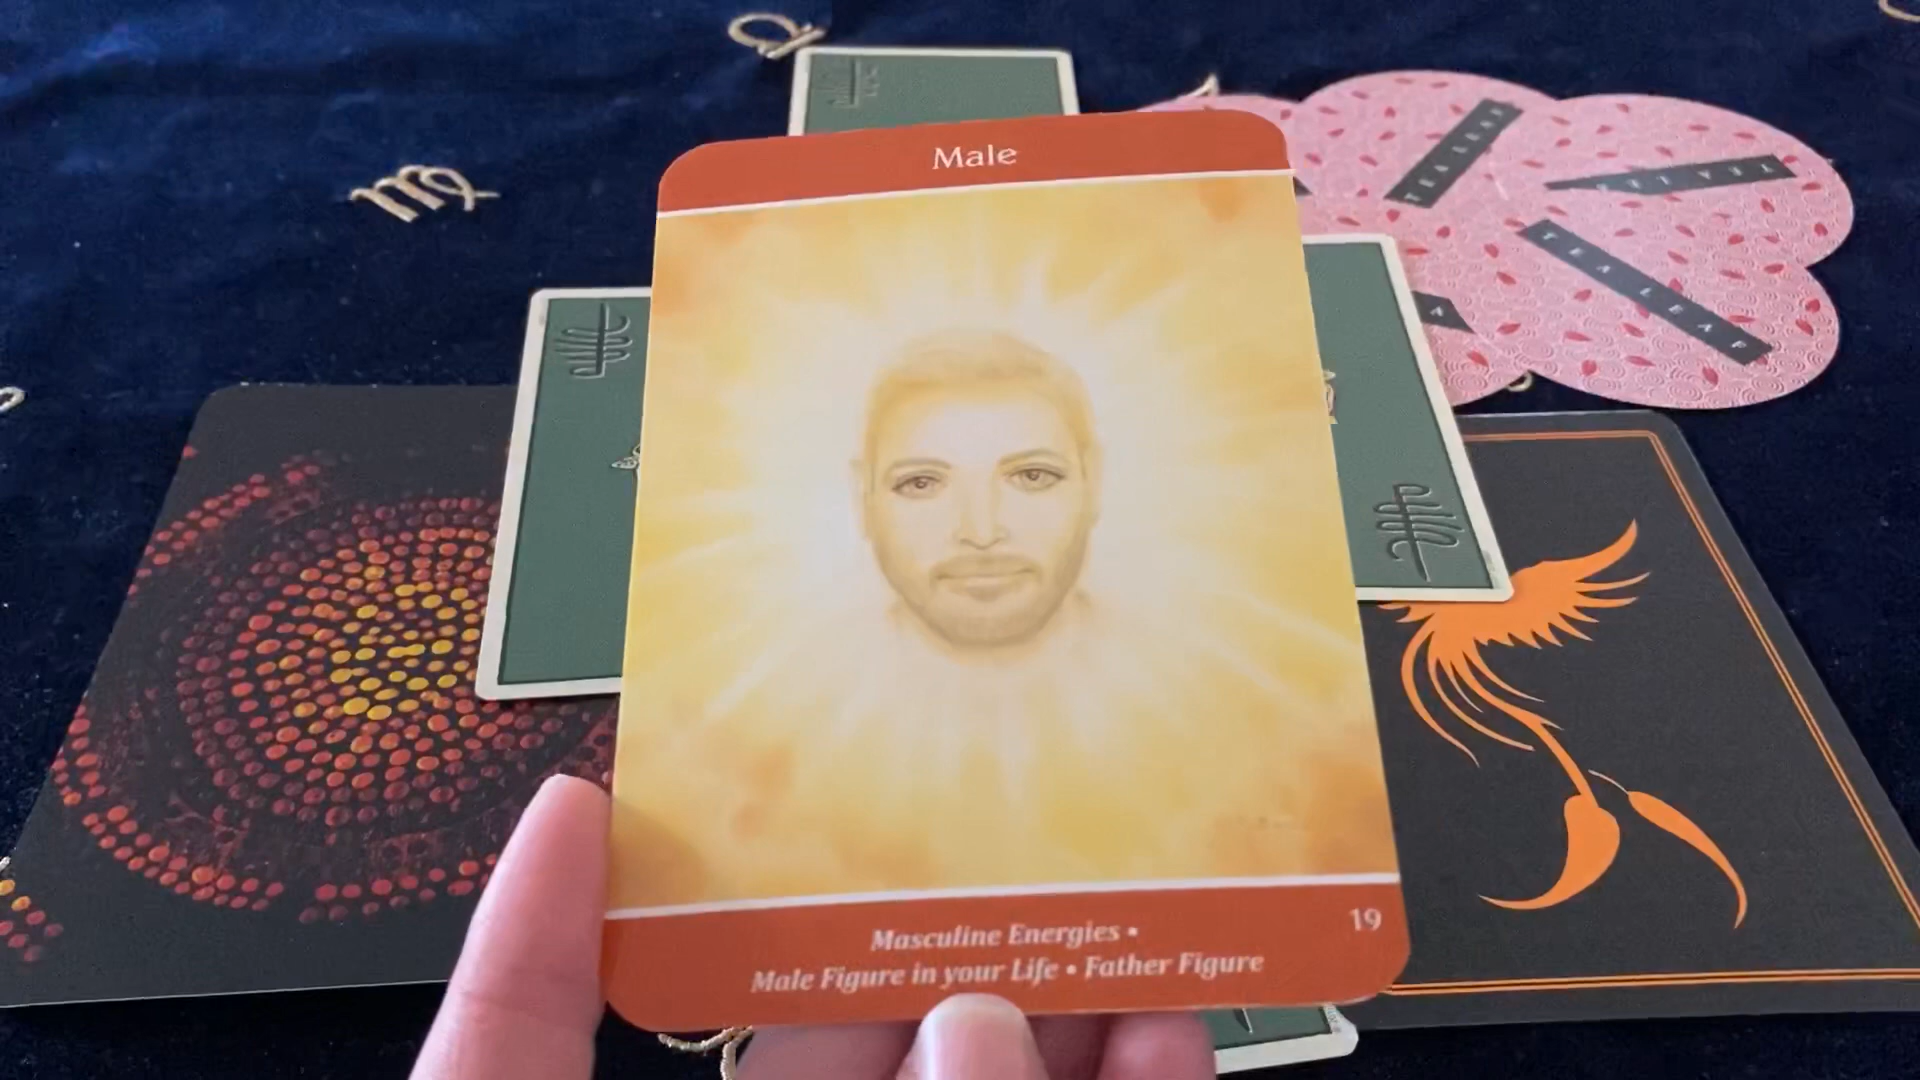 Male
TEA LEAF
TEA LEAF
TEA LEAF
A
Masculine Energies •
19
Male Figure in your Life • Father Figure